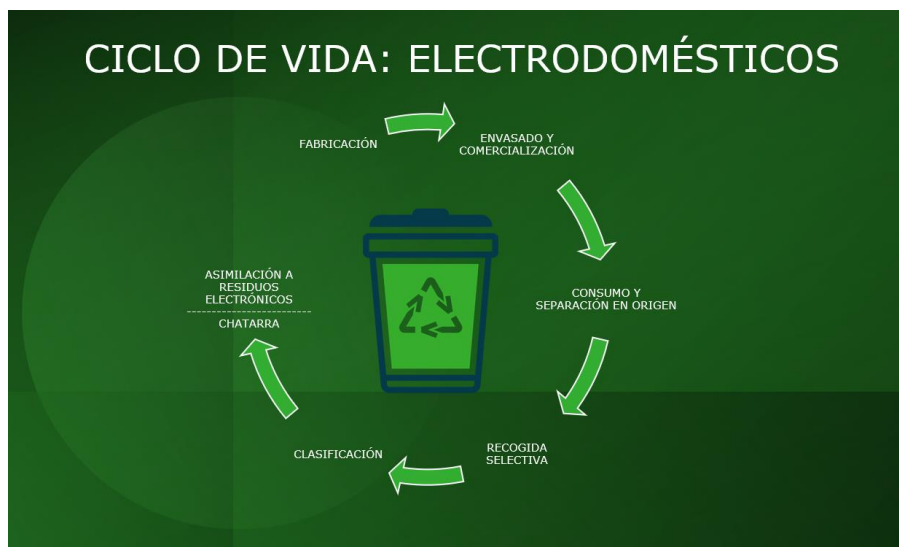 CICLO DE VIDA: ELECTRODOMÉSTICOS
FABRICACIÓN
ENVASADO Y
COMERCIALIZACIÓN
CONSUMO Y
SEPARACIÓN EN ORIGEN
RECOGIDA
SELECTIVA
CLASIFICACIÓN
ASIMILACIÓN A
RESIDUOS
ELECTRÓNICOS
CHATARRA